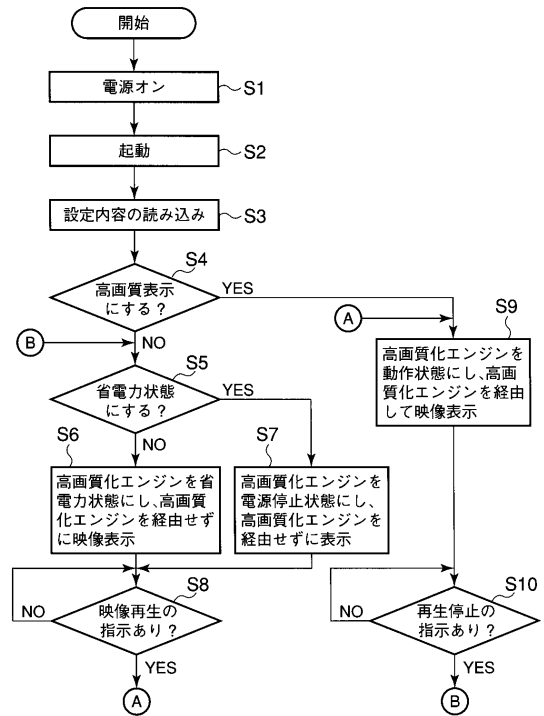 開始
電源オン
S1
起動
S2
設定内容の読み込み
S3
S4
高画質表示
にする?
YES
NO
B
S5
省電力状態
にする?
YES
NO
S6
高画質化エンジンを省
電力状態にし、高画質
化エンジンを経由せず
に映像表示
S7
高画質化エンジンを
電源停止状態にし、
高画質化エンジンを
経由せずに表示
S8
映像再生の
指示あり?
NO
YES
A
A
S9
高画質化エンジンを
動作状態にし、高画
質化エンジンを経由
して映像表示
S10
再生停止の
指示あり?
NO
YES
B